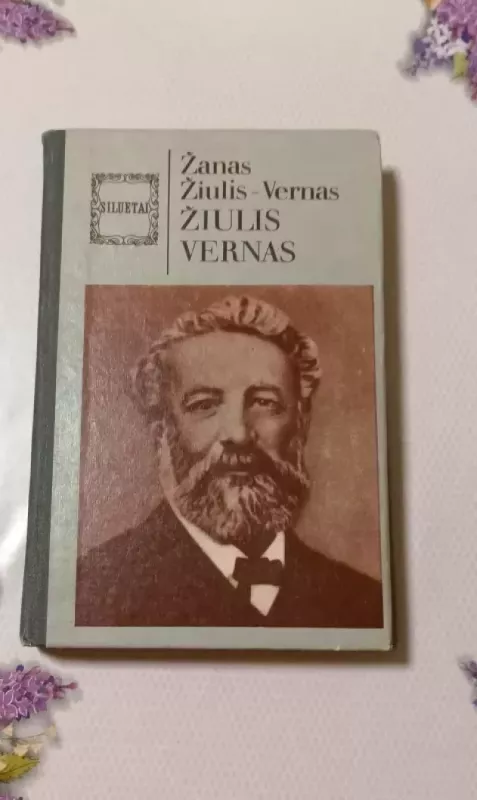 SILUETAI
Žanas
Žiulis-Vernas
ŽIULIS
VERNAS